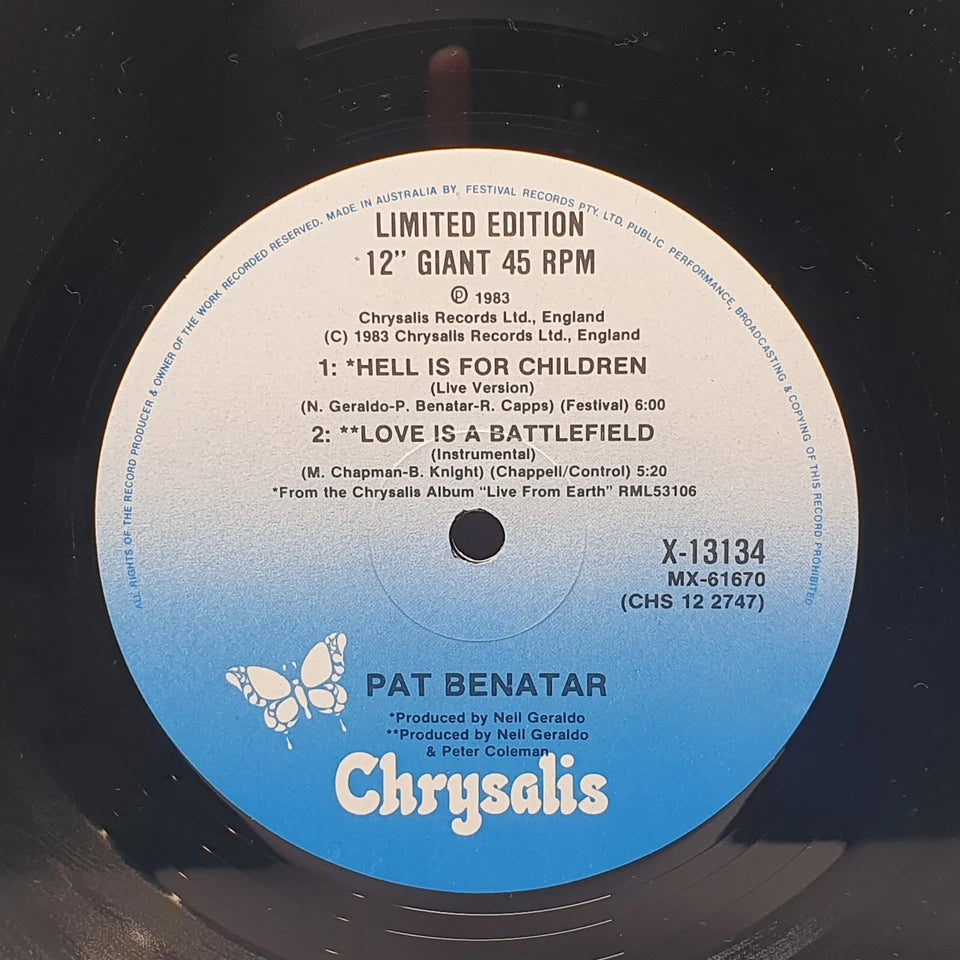 ALL RIGHTS OF THE RECORD PRODUCER & OWNER OF THE WORK RECORDED RESERVED. MADE IN AUSTRALIA BY FESTIVAL RECORDS PTY. LTD. PUBLIC PERFORMANCE, BROADCASTING & COPYING OF THIS RECORD PROHIBITED
LIMITED EDITION
12” GIANT 45 RPM
℗ 1983
Chrysalis Records Ltd., England
(C) 1983 Chrysalis Records Ltd., England
1: *HELL IS FOR CHILDREN
(Live Version)
(N. Geraldo-P. Benatar-R. Capps) (Festival) 6:00
2: **LOVE IS A BATTLEFIELD
(Instrumental)
(M. Chapman-B. Knight) (Chappell/Control) 5:20
*From the Chrysalis Album “Live From Earth” RML53106
X-13134
MX-61670
(CHS 12 2747)
PAT BENATAR
*Produced by Neil Geraldo
**Produced by Neil Geraldo
& Peter Coleman
Chrysalis